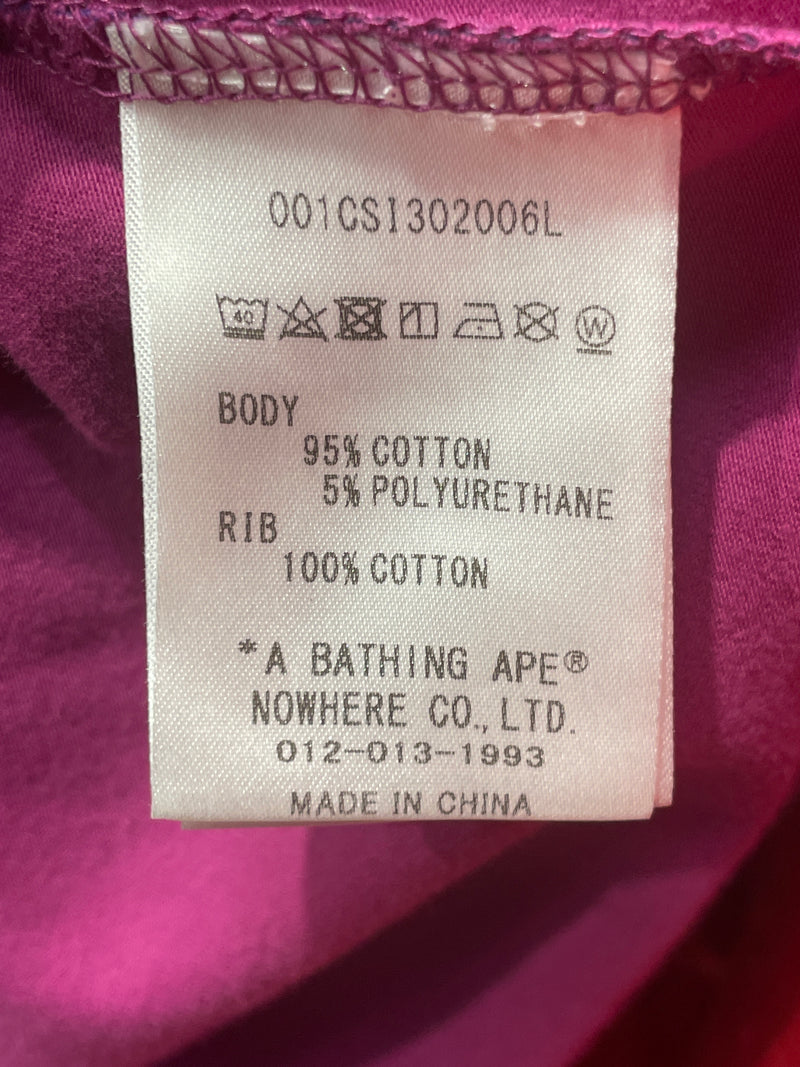 001CSI302006L
40 W
BODY
95% COTTON
5% POLYURETHANE
RIB
100% COTTON
*A BATHING APE®
NOWHERE CO., LTD.
012-013-1993
MADE IN CHINA